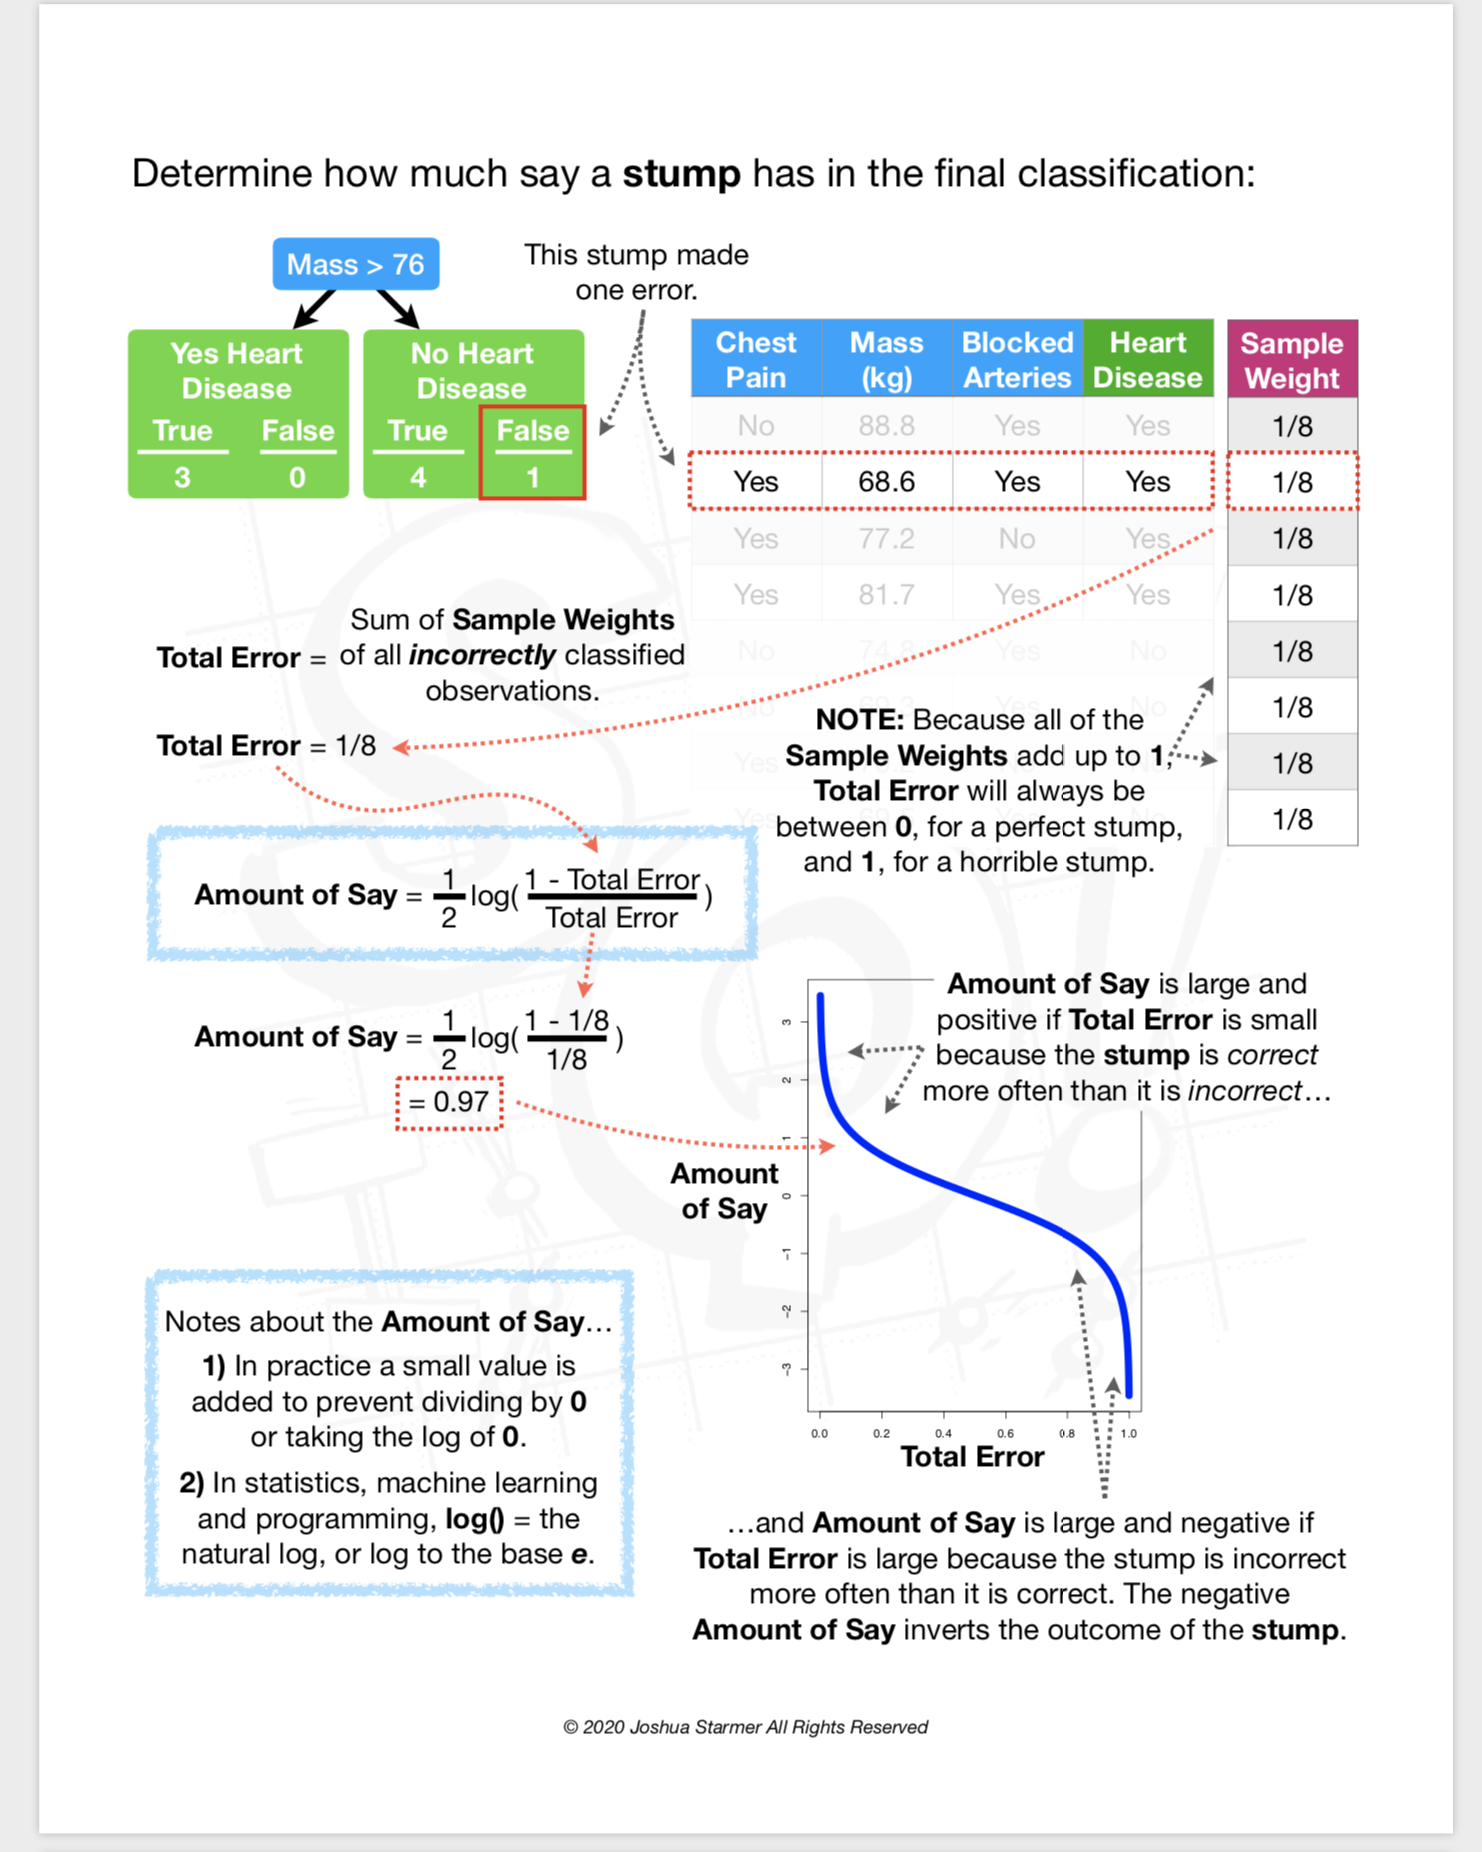 Determine how much say a stump has in the final classification:
Mass > 76
This stump made
one error.
Yes Heart
Disease
True False
3 0
No Heart
Disease
True False
4 1
Chest Pain Mass (kg) Blocked Arteries Heart Disease Sample Weight
No 88.8 Yes Yes 1/8
Yes 68.6 Yes Yes 1/8
Yes 77.2 No Yes 1/8
Yes 81.7 Yes Yes 1/8
No 74.8 Yes No 1/8
No Yes No 1/8
Yes 1/8
Yes 1/8
Total Error = Sum of Sample Weights
of all incorrectly classified
observations.
Total Error = 1/8
NOTE: Because all of the
Sample Weights add up to 1,
Total Error will always be
between 0, for a perfect stump,
and 1, for a horrible stump.
Amount of Say = 1/2 log( 1 - Total Error / Total Error )
Amount of Say = 1/2 log( 1 - 1/8 / 1/8 )
= 0.97
Amount of Say is large and
positive if Total Error is small
because the stump is correct
more often than it is incorrect…
Amount
of Say
3
2
1
0
-1
-2
-3
0.0 0.2 0.4 0.6 0.8 1.0
Total Error
Notes about the Amount of Say…
1) In practice a small value is
added to prevent dividing by 0
or taking the log of 0.
2) In statistics, machine learning
and programming, log() = the
natural log, or log to the base e.
…and Amount of Say is large and negative if
Total Error is large because the stump is incorrect
more often than it is correct. The negative
Amount of Say inverts the outcome of the stump.
© 2020 Joshua Starmer All Rights Reserved